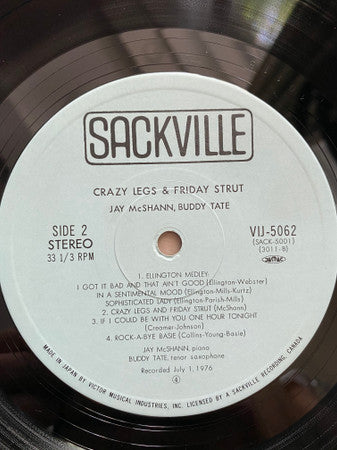 SACKVILLE
CRAZY LEGS & FRIDAY STRUT
JAY McSHANN, BUDDY TATE
SIDE 2
STEREO
33 1/3 RPM
VIJ-5062
(SACK-5001)
(3011-B)
1. ELLINGTON MEDLEY
I GOT IT BAD AND THAT AIN'T GOOD (Ellington-Webster)
IN A SENTIMENTAL MOOD (Ellington-Mills-Kurtz)
SOPHISTICATED LADY (Ellington-Parish-Mills)
2. CRAZY LEGS AND FRIDAY STRUT (McShann)
3. IF I COULD BE WITH YOU ONE HOUR TONIGHT
(Creamer-Johnson)
4. ROCK-A-BYE BASIE (Collins-Young-Basie)
JAY McSHANN, piano
BUDDY TATE, tenor saxophone
Recorded July 1, 1976
4
MADE IN JAPAN BY VICTOR MUSICAL INDUSTRIES, INC. LICENSED BY A SACKVILLE RECORDING, CANADA.